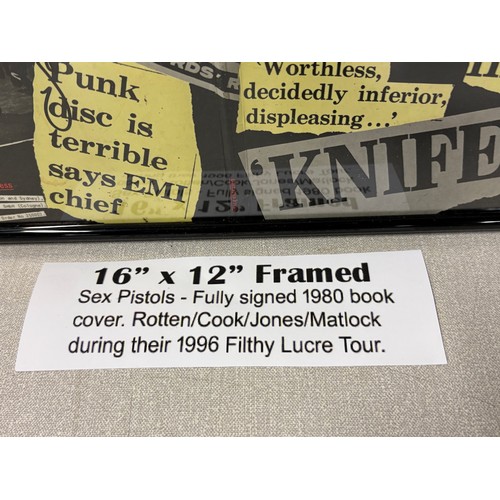 RDS' R
Punk
disc is
terrible
says EMI
chief
'Worthless,
decidedly inferior,
displeasing...'
'KNIFE
16” x 12” Framed
Sex Pistols - Fully signed 1980 book
cover. Rotten/Cook/Jones/Matlock
during their 1996 Filthy Lucre Tour.